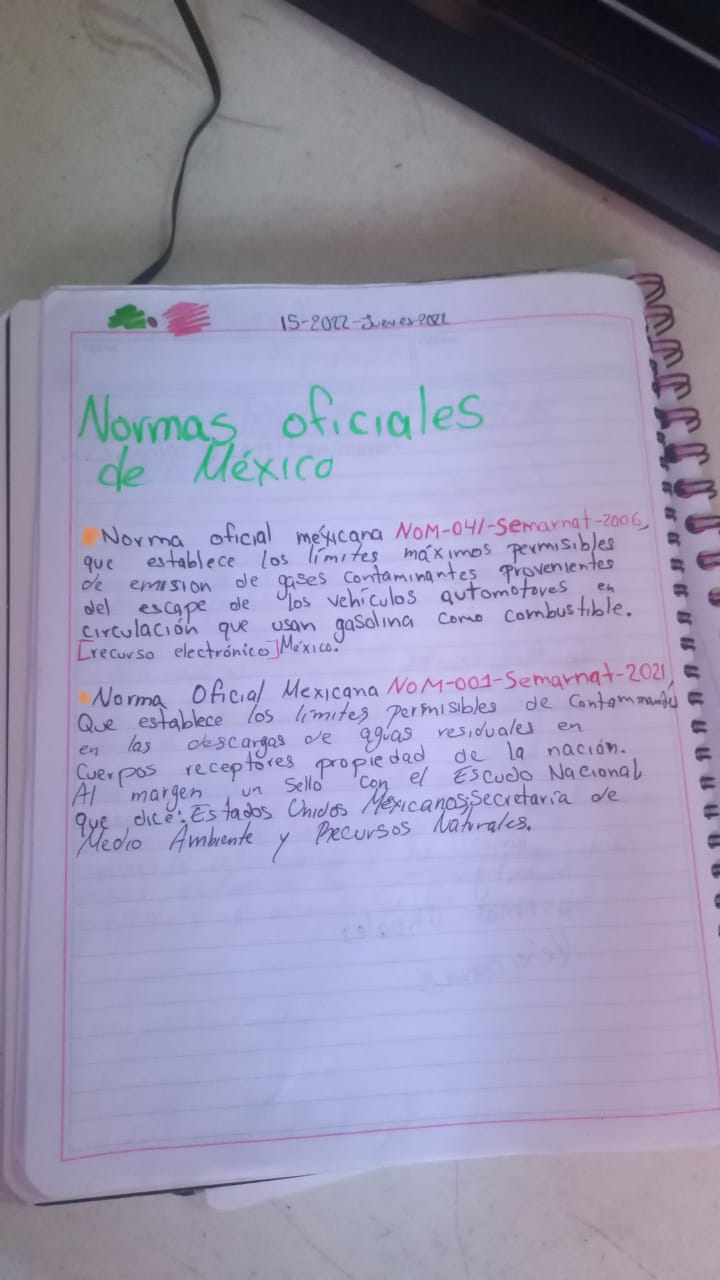 15-2022-Jueves-2022
Normas oficiales
de México
Norma oficial mexicana NOM-041-Semarnat-2006,
que establece los límites máximos permisibles
de emisión de gases contaminantes provenientes
del escape de los vehículos automotores en
circulación que usan gasolina como combustible.
[recurso electrónico] México.
Norma Oficial Mexicana NOM-001-Semarnat-2021,
Que establece los límites permisibles de
en las descargas de aguas residuales en
Cuerpos receptores propiedad de la nación.
Al margen un Sello con el Escudo Nacional
que dice: Estados Unidos Mexicanos; Secretaría de
Medio Ambiente y Recursos Naturales.